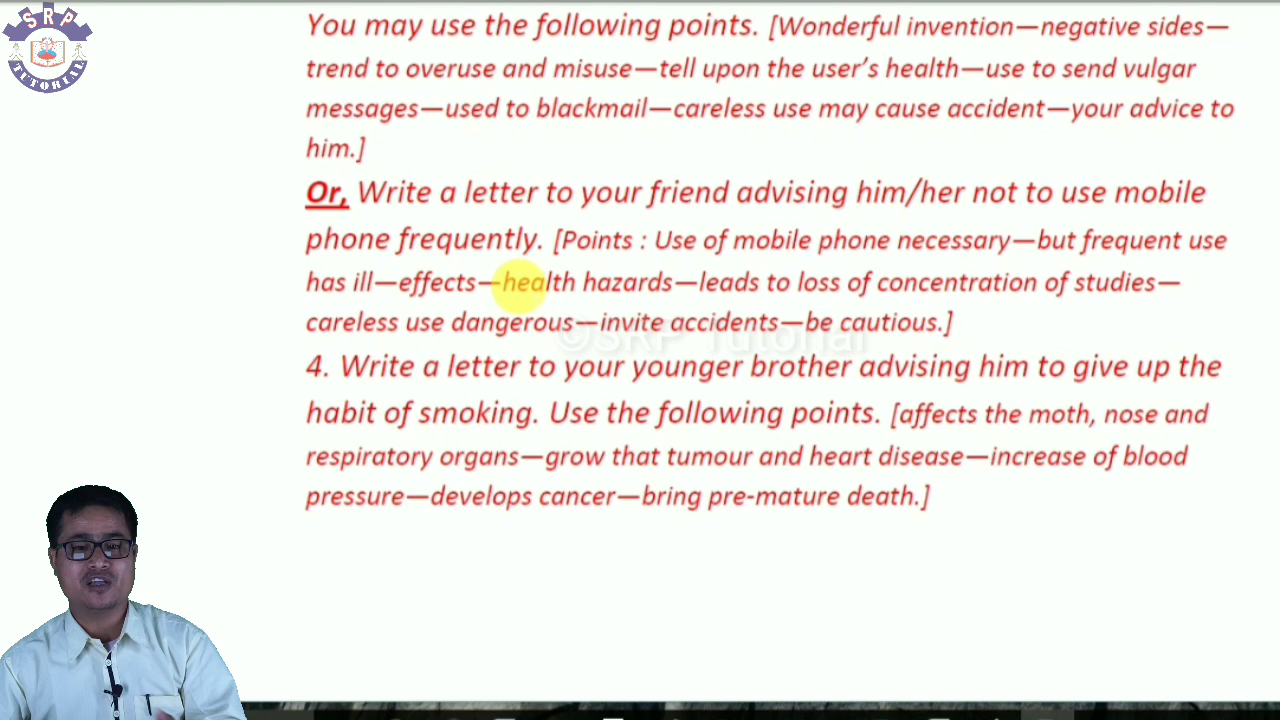 SRP
TUTORIAL
You may use the following points. [Wonderful invention—negative sides—
trend to overuse and misuse—tell upon the user's health—use to send vulgar
messages—used to blackmail—careless use may cause accident—your advice to
him.]
Or, Write a letter to your friend advising him/her not to use mobile
phone frequently. [Points : Use of mobile phone necessary—but frequent use
has ill—effects—health hazards—leads to loss of concentration of studies—
careless use dangerous—invite accidents—be cautious.]
©SRP Tutorial
4. Write a letter to your younger brother advising him to give up the
habit of smoking. Use the following points. [affects the moth, nose and
respiratory organs—grow that tumour and heart disease—increase of blood
pressure—develops cancer—bring pre-mature death.]